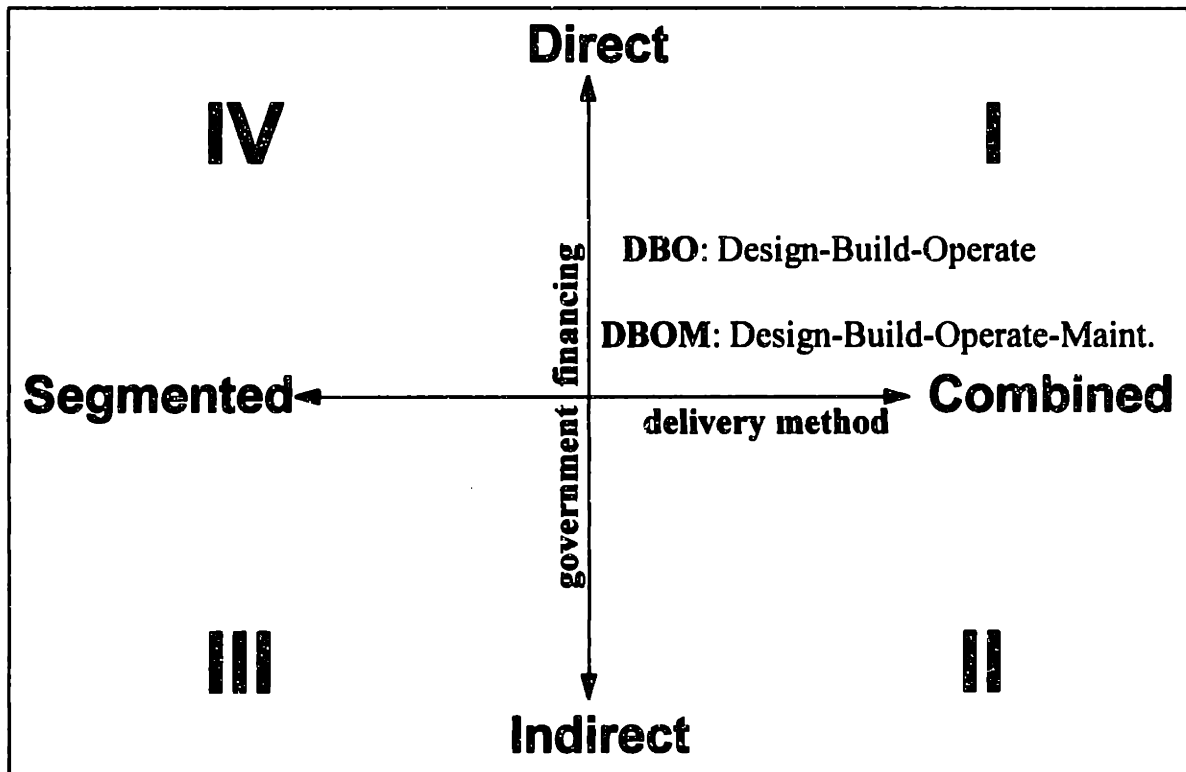 Direct
IV
I
DBO: Design-Build-Operate
DBOM: Design-Build-Operate-Maint.
government financing
Segmented
Combined
delivery method
III
II
Indirect